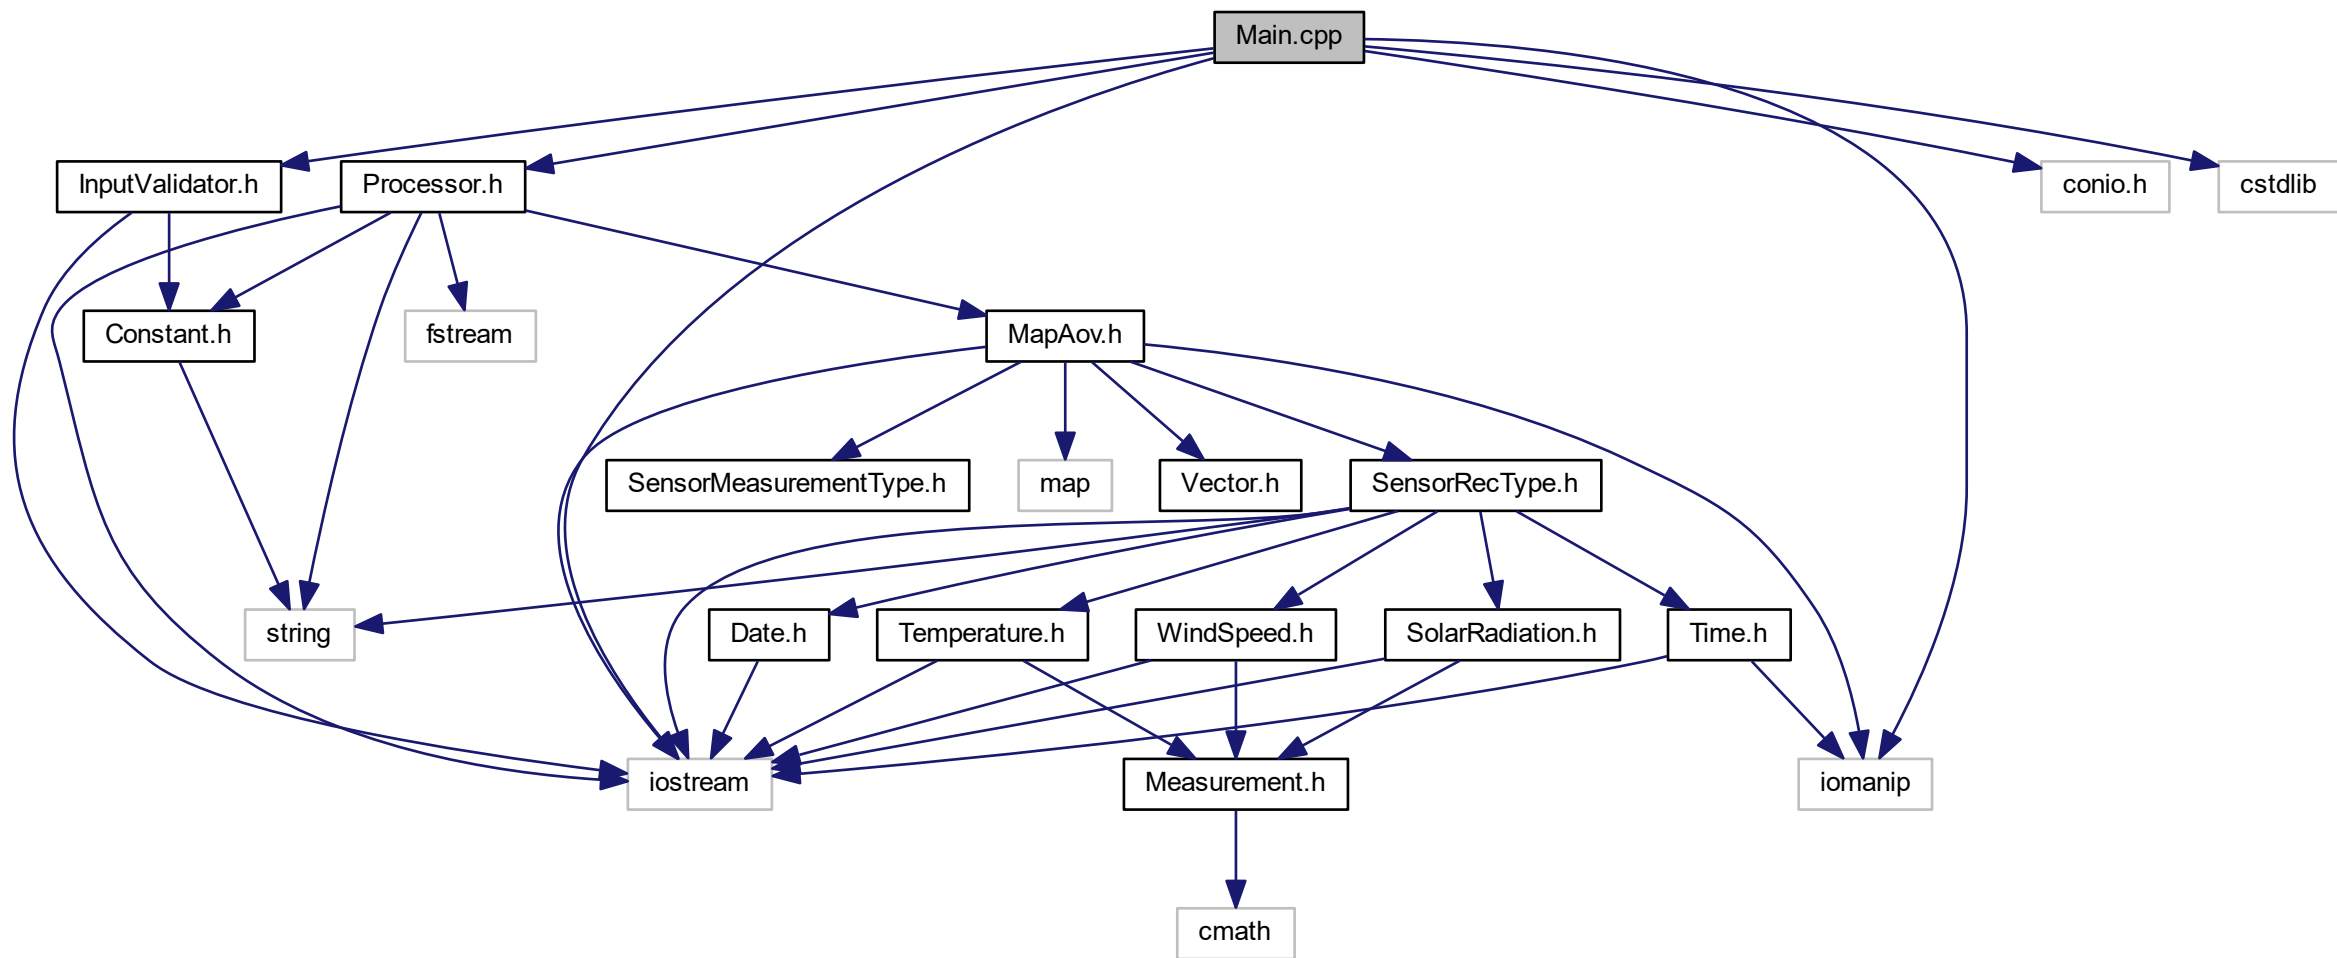 Main.cpp
InputValidator.h
Processor.h
conio.h
cstdlib
Constant.h
fstream
MapAov.h
SensorMeasurementType.h
map
Vector.h
SensorRecType.h
string
Date.h
Temperature.h
WindSpeed.h
SolarRadiation.h
Time.h
iostream
Measurement.h
iomanip
cmath